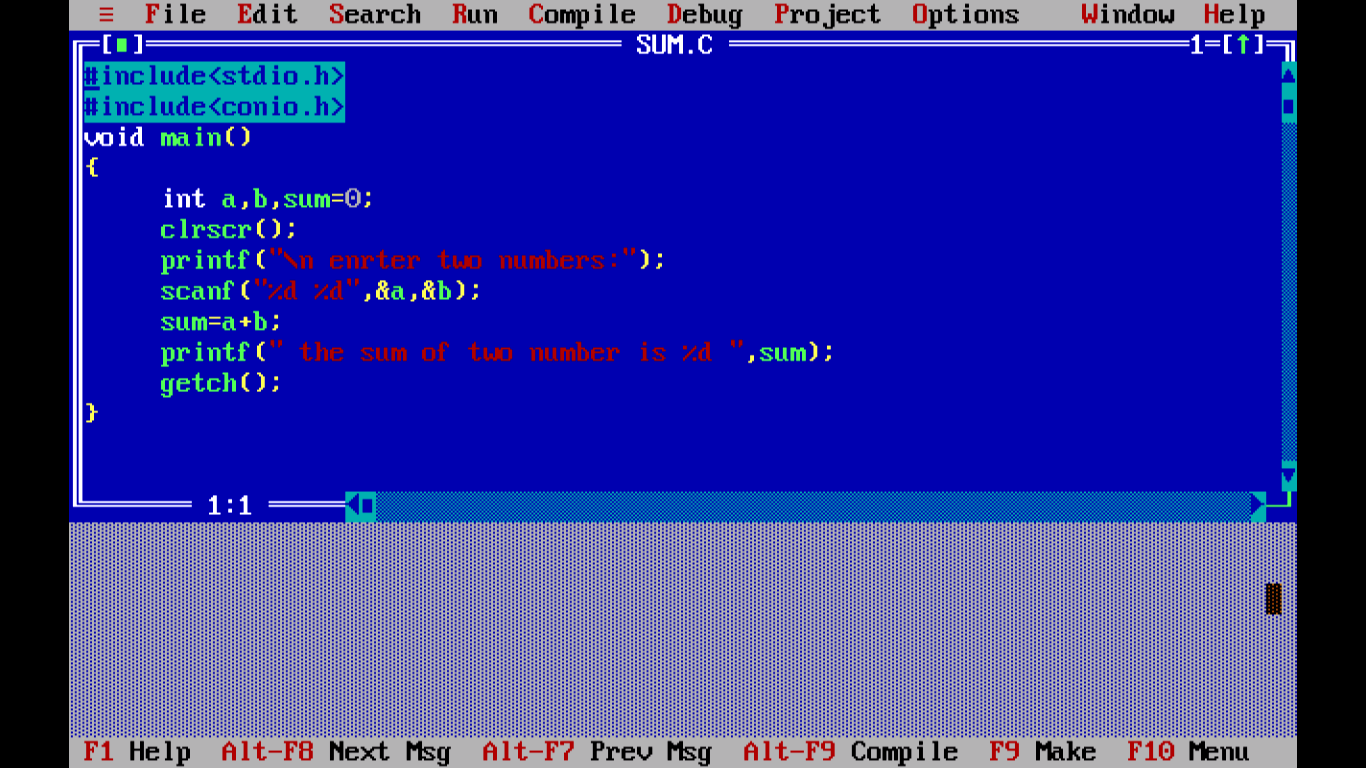 ≡ File Edit Search Run Compile Debug Project Options Window Help
[■] SUM.C 1=[↑]
#include<stdio.h>
#include<conio.h>
void main()
{
int a,b,sum=0;
clrscr();
printf("\n enrter two numbers:");
scanf("%d %d",&a,&b);
sum=a+b;
printf(" the sum of two number is %d ",sum);
getch();
}
1:1
F1 Help Alt-F8 Next Msg Alt-F7 Prev Msg Alt-F9 Compile F9 Make F10 Menu